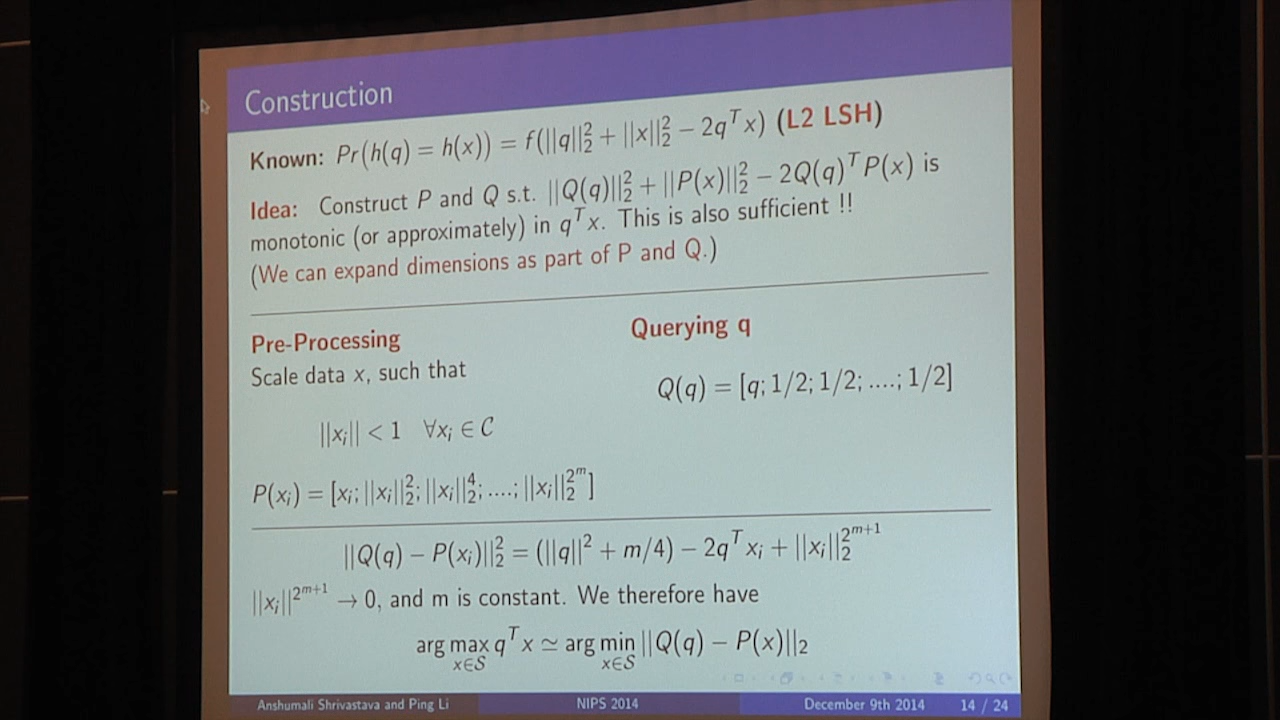 Construction
Known: Pr(h(q) = h(x)) = f(||q||₂² + ||x||₂² − 2qᵀx) (L2 LSH)
Idea: Construct P and Q s.t. ||Q(q)||₂² + ||P(x)||₂² − 2Q(q)ᵀP(x) is
monotonic (or approximately) in qᵀx. This is also sufficient !!
(We can expand dimensions as part of P and Q.)
Pre-Processing
Scale data x, such that
||xᵢ|| < 1 ∀xᵢ ∈ C
P(xᵢ) = [xᵢ; ||xᵢ||₂²; ||xᵢ||₂⁴; ....; ||xᵢ||₂^{2^m}]
Querying q
Q(q) = [q; 1/2; 1/2; ....; 1/2]
||Q(q) − P(xᵢ)||₂² = (||q||² + m/4) − 2qᵀxᵢ + ||xᵢ||₂^{2^{m+1}}
||xᵢ||^{2^{m+1}} → 0, and m is constant. We therefore have
arg max_{x∈S} qᵀx ≃ arg min_{x∈S} ||Q(q) − P(x)||₂
Anshumali Shrivastava and Ping Li NIPS 2014 December 9th 2014 14 / 24